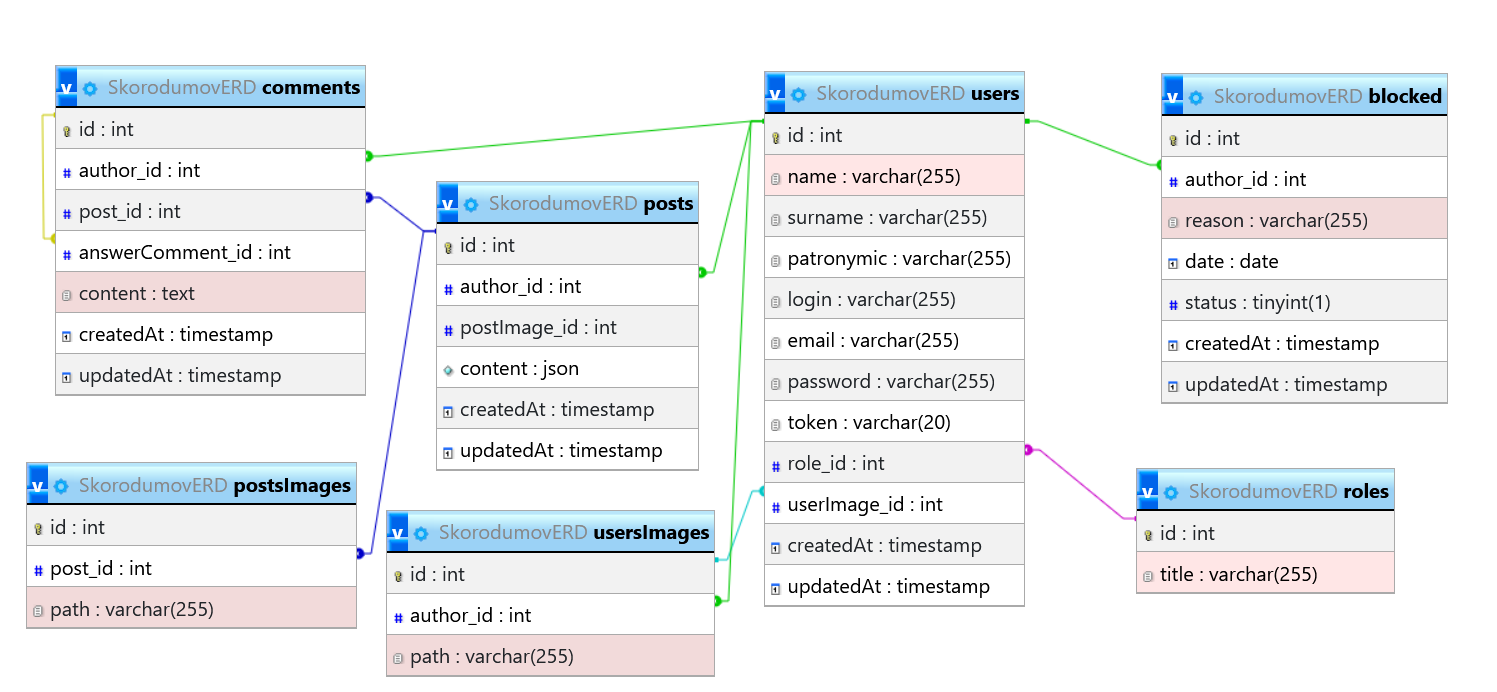 v SkorodumovERD comments
id : int
author_id : int
post_id : int
answerComment_id : int
content : text
createdAt : timestamp
updatedAt : timestamp
v SkorodumovERD posts
id : int
author_id : int
postImage_id : int
content : json
createdAt : timestamp
updatedAt : timestamp
v SkorodumovERD users
id : int
name : varchar(255)
surname : varchar(255)
patronymic : varchar(255)
login : varchar(255)
email : varchar(255)
password : varchar(255)
token : varchar(20)
role_id : int
userImage_id : int
createdAt : timestamp
updatedAt : timestamp
v SkorodumovERD blocked
id : int
author_id : int
reason : varchar(255)
date : date
status : tinyint(1)
createdAt : timestamp
updatedAt : timestamp
v SkorodumovERD postsImages
id : int
post_id : int
path : varchar(255)
v SkorodumovERD usersImages
id : int
author_id : int
path : varchar(255)
v SkorodumovERD roles
id : int
title : varchar(255)